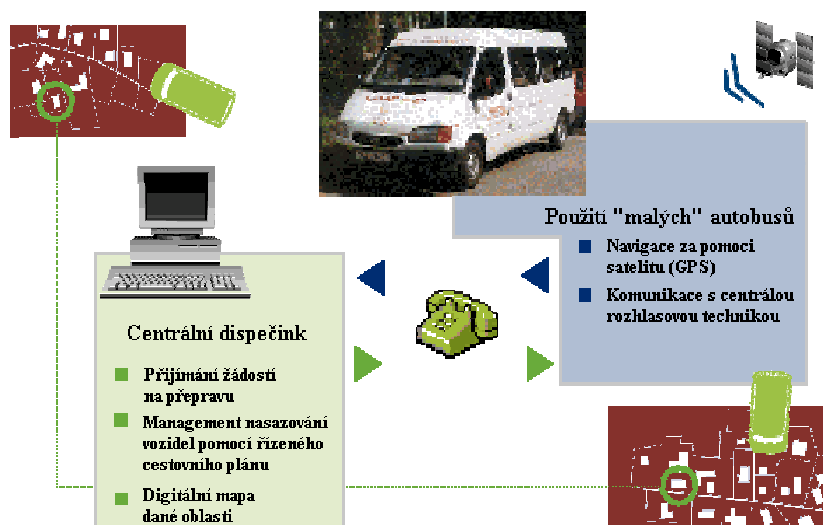 Použití "malých" autobusů
Navigace za pomoci
satelitu (GPS)
Komunikace s centrálou
rozhlasovou technikou
Centrální dispečink
Přijímání žádostí
na přepravu
Management nasazování
vozidel pomocí řízeného
cestovního plánu
Digitální mapa
dané oblasti